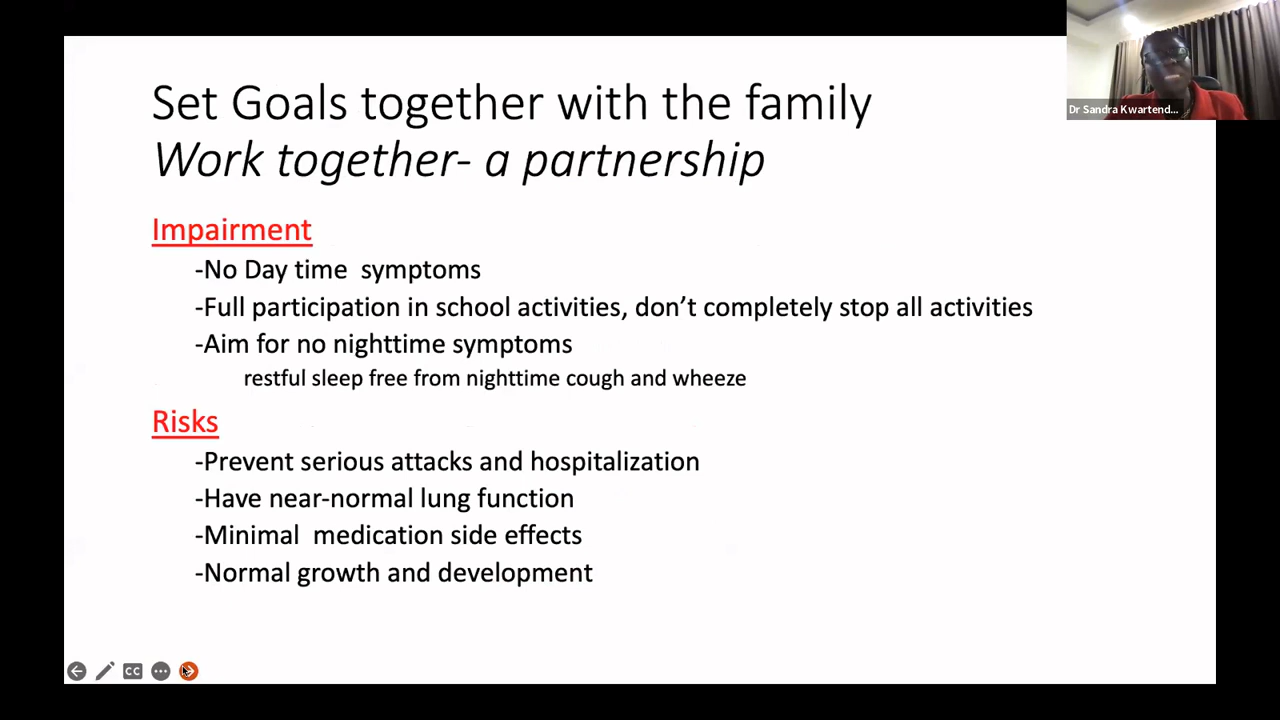 Set Goals together with the family
Work together- a partnership
Impairment
-No Day time  symptoms
-Full participation in school activities, don’t completely stop all activities
-Aim for no nighttime symptoms
restful sleep free from nighttime cough and wheeze
Risks
-Prevent serious attacks and hospitalization
-Have near-normal lung function
-Minimal  medication side effects
-Normal growth and development
Dr Sandra Kwartend...
CC